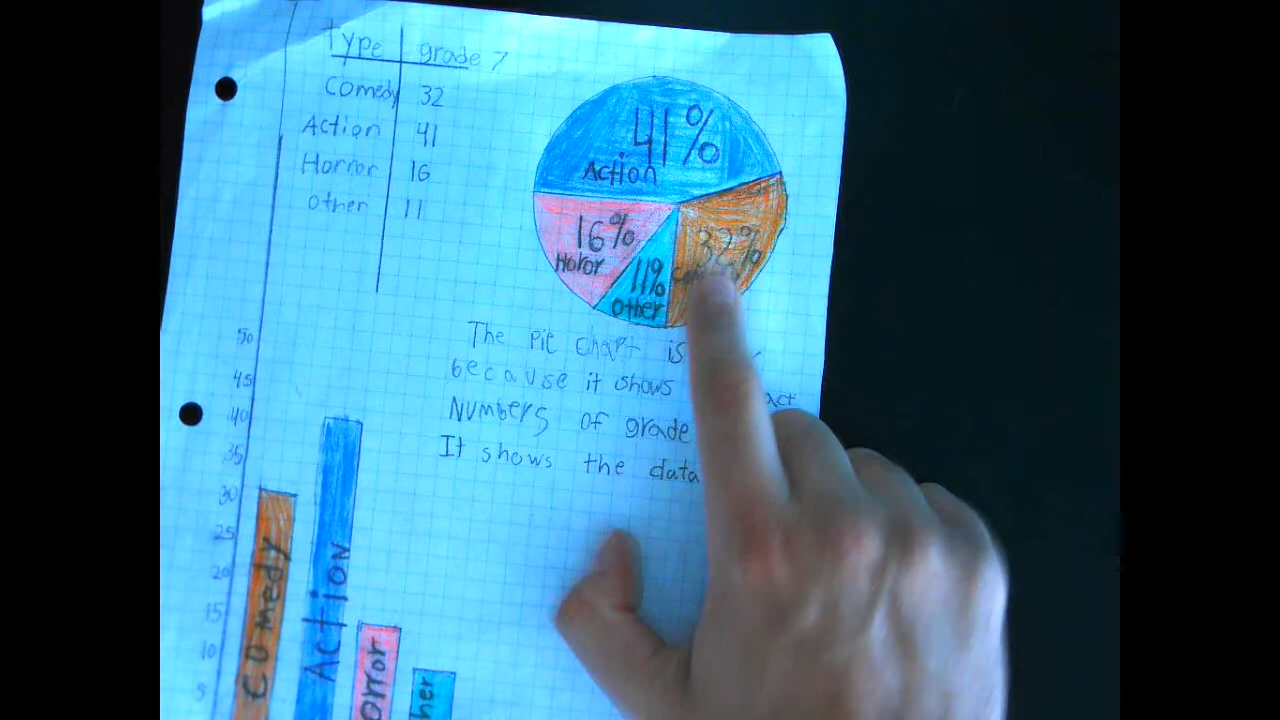 Type grade 7
Comedy 32
Action 41
Horror 16
other 11
41%
Action
16%
Horor
11%
Other
32%
The Pie chart is
because it shows
Numbers of grade
It shows the data
50
45
40
35
30
25
20
15
10
5
Comedy
Action
orror
her